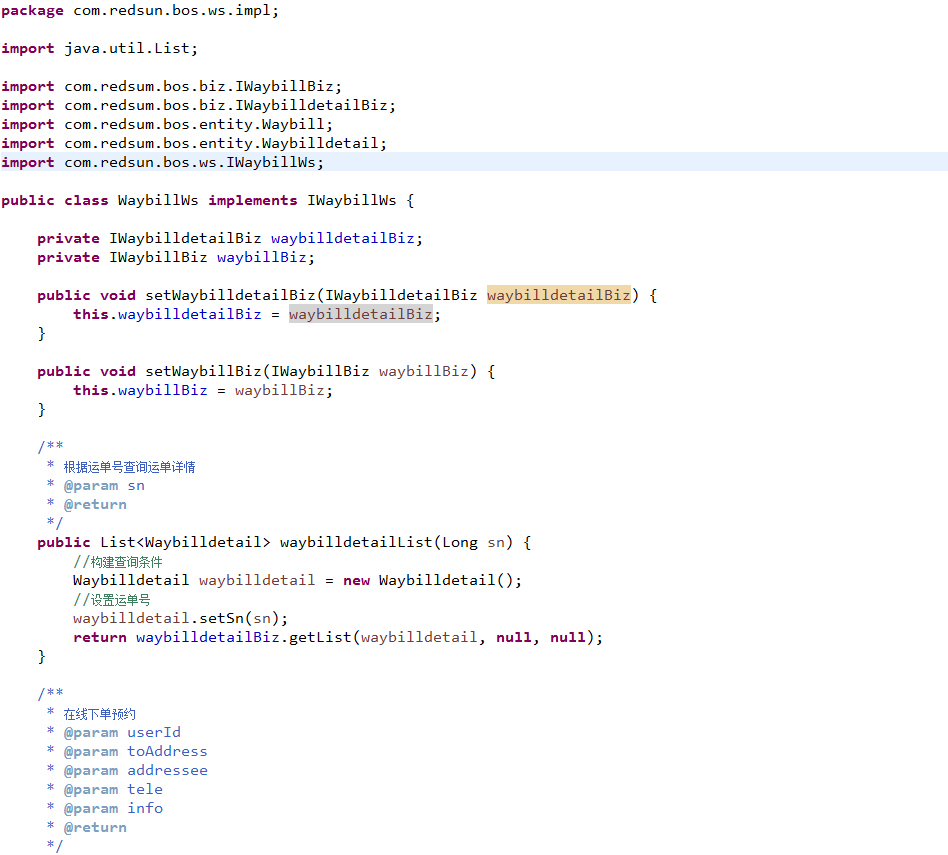 package com.redsun.bos.ws.impl;
import java.util.List;
import com.redsum.bos.biz.IWaybillBiz;
import com.redsum.bos.biz.IWaybilldetailBiz;
import com.redsum.bos.entity.Waybill;
import com.redsum.bos.entity.Waybilldetail;
import com.redsun.bos.ws.IWaybillWs;
public class WaybillWs implements IWaybillWs {
private IWaybilldetailBiz waybilldetailBiz;
private IWaybillBiz waybillBiz;
public void setWaybilldetailBiz(IWaybilldetailBiz waybilldetailBiz) {
this.waybilldetailBiz = waybilldetailBiz;
}
public void setWaybillBiz(IWaybillBiz waybillBiz) {
this.waybillBiz = waybillBiz;
}
/**
* 根据运单号查询运单详情
* @param sn
* @return
*/
public List<Waybilldetail> waybilldetailList(Long sn) {
//构建查询条件
Waybilldetail waybilldetail = new Waybilldetail();
//设置运单号
waybilldetail.setSn(sn);
return waybilldetailBiz.getList(waybilldetail, null, null);
}
/**
* 在线下单预约
* @param userId
* @param toAddress
* @param addressee
* @param tele
* @param info
* @return
*/